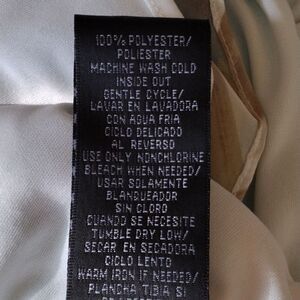 100% POLYESTER/
POLIESTER
MACHINE WASH COLD
INSIDE OUT
GENTLE CYCLE/
LAVAR EN LAVADORA
CON AGUA FRIA
CICLO DELICADO
AL REVERSO
USE ONLY NONCHLORINE
BLEACH WHEN NEEDED/
USAR SOLAMENTE
BLANQUEADOR
SIN CLORO
CUANDO SE NECESITE
TUMBLE DRY LOW/
SECAR EN SECADORA
CICLO LENTO
WARM IRON IF NEEDED/
PLANCHA TIBIA SI